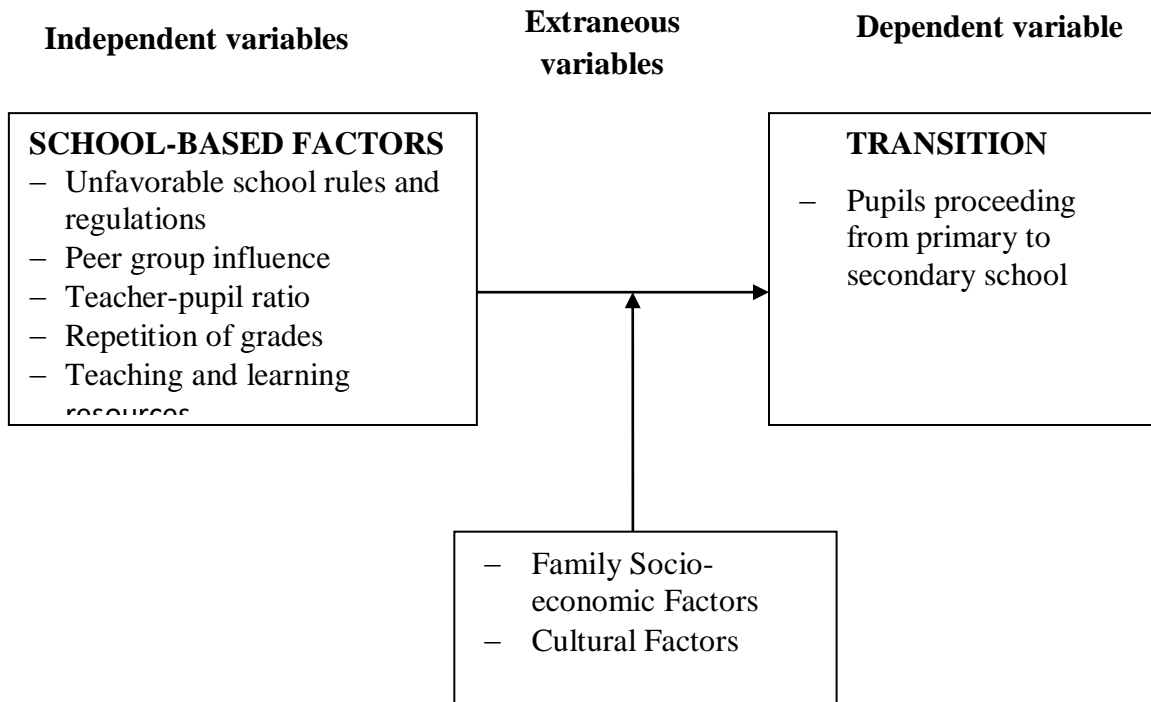 Independent variables
Extraneous
variables
Dependent variable
SCHOOL-BASED FACTORS
– Unfavorable school rules and
regulations
– Peer group influence
– Teacher-pupil ratio
– Repetition of grades
– Teaching and learning
resources
TRANSITION
– Pupils proceeding
from primary to
secondary school
– Family Socio-
economic Factors
– Cultural Factors